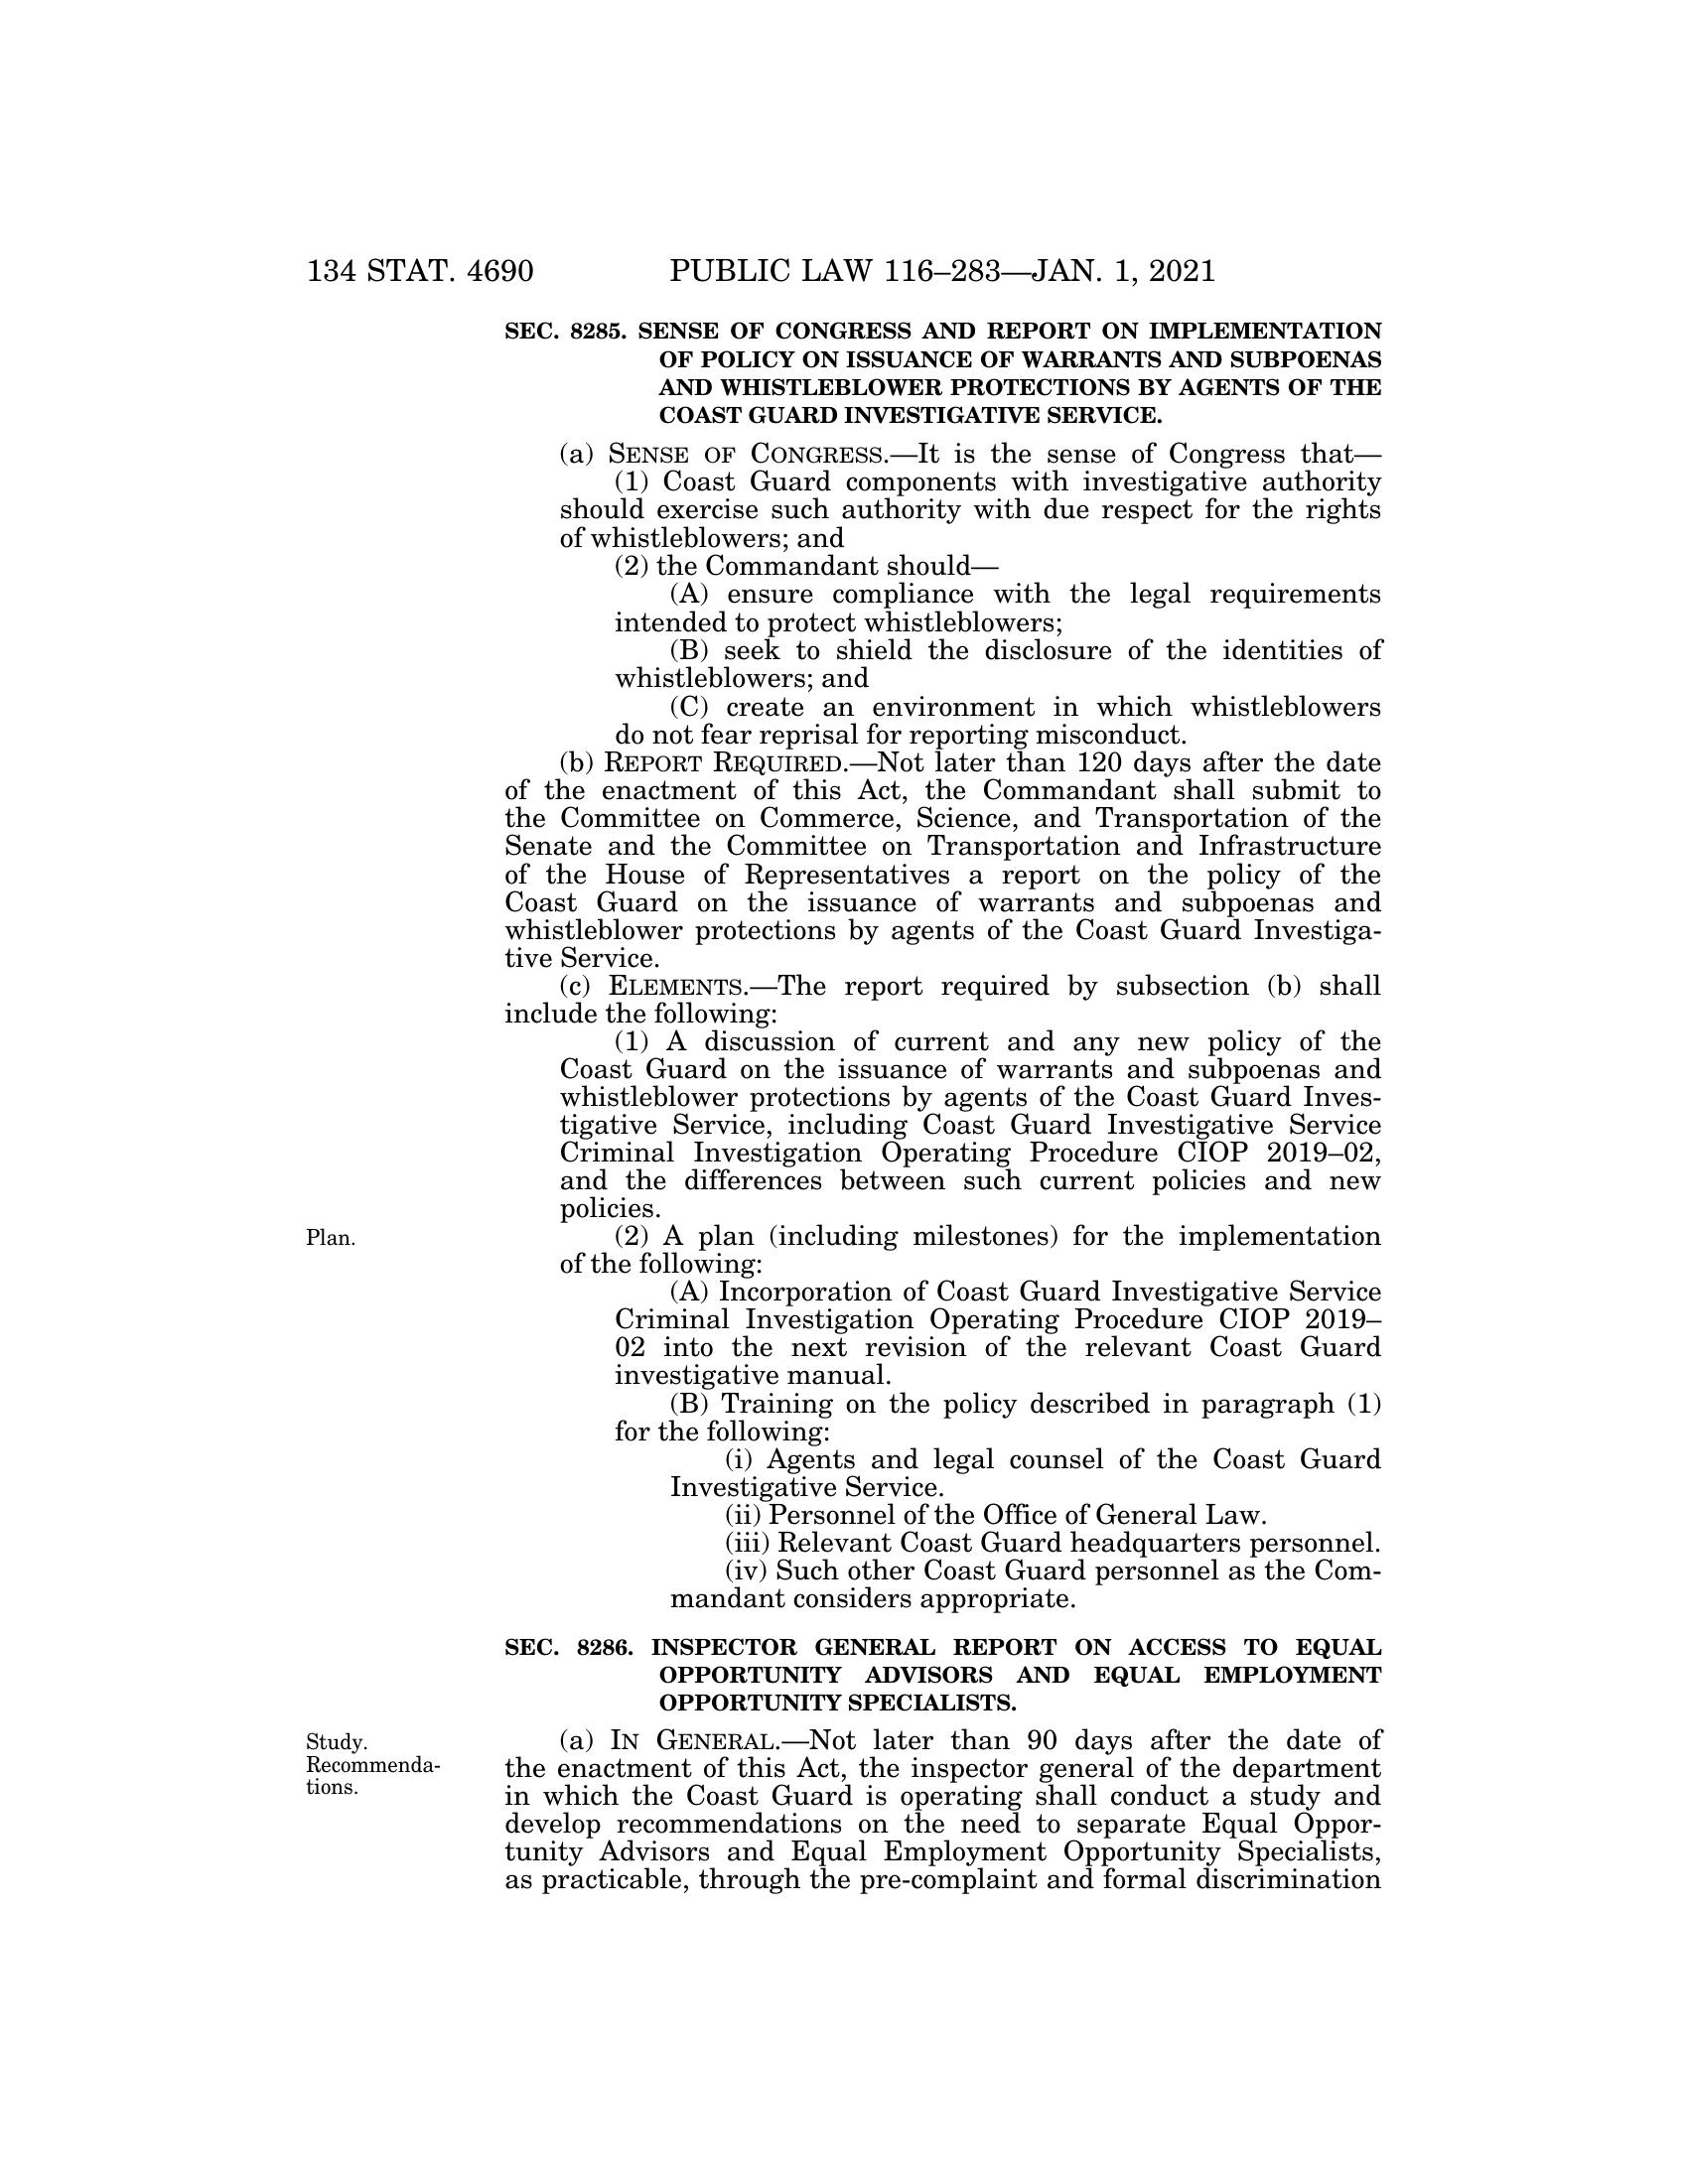 134 STAT. 4690 PUBLIC LAW 116–283—JAN. 1, 2021
SEC. 8285. SENSE OF CONGRESS AND REPORT ON IMPLEMENTATION
OF POLICY ON ISSUANCE OF WARRANTS AND SUBPOENAS
AND WHISTLEBLOWER PROTECTIONS BY AGENTS OF THE
COAST GUARD INVESTIGATIVE SERVICE.
(a) SENSE OF CONGRESS.—It is the sense of Congress that—
(1) Coast Guard components with investigative authority
should exercise such authority with due respect for the rights
of whistleblowers; and
(2) the Commandant should—
(A) ensure compliance with the legal requirements
intended to protect whistleblowers;
(B) seek to shield the disclosure of the identities of
whistleblowers; and
(C) create an environment in which whistleblowers
do not fear reprisal for reporting misconduct.
(b) REPORT REQUIRED.—Not later than 120 days after the date
of the enactment of this Act, the Commandant shall submit to
the Committee on Commerce, Science, and Transportation of the
Senate and the Committee on Transportation and Infrastructure
of the House of Representatives a report on the policy of the
Coast Guard on the issuance of warrants and subpoenas and
whistleblower protections by agents of the Coast Guard Investiga-
tive Service.
(c) ELEMENTS.—The report required by subsection (b) shall
include the following:
(1) A discussion of current and any new policy of the
Coast Guard on the issuance of warrants and subpoenas and
whistleblower protections by agents of the Coast Guard Inves-
tigative Service, including Coast Guard Investigative Service
Criminal Investigation Operating Procedure CIOP 2019–02,
and the differences between such current policies and new
policies.
Plan.
(2) A plan (including milestones) for the implementation
of the following:
(A) Incorporation of Coast Guard Investigative Service
Criminal Investigation Operating Procedure CIOP 2019–
02 into the next revision of the relevant Coast Guard
investigative manual.
(B) Training on the policy described in paragraph (1)
for the following:
(i) Agents and legal counsel of the Coast Guard
Investigative Service.
(ii) Personnel of the Office of General Law.
(iii) Relevant Coast Guard headquarters personnel.
(iv) Such other Coast Guard personnel as the Com-
mandant considers appropriate.
SEC. 8286. INSPECTOR GENERAL REPORT ON ACCESS TO EQUAL
OPPORTUNITY ADVISORS AND EQUAL EMPLOYMENT
OPPORTUNITY SPECIALISTS.
Study.
Recommenda-
tions.
(a) IN GENERAL.—Not later than 90 days after the date of
the enactment of this Act, the inspector general of the department
in which the Coast Guard is operating shall conduct a study and
develop recommendations on the need to separate Equal Oppor-
tunity Advisors and Equal Employment Opportunity Specialists,
as practicable, through the pre-complaint and formal discrimination